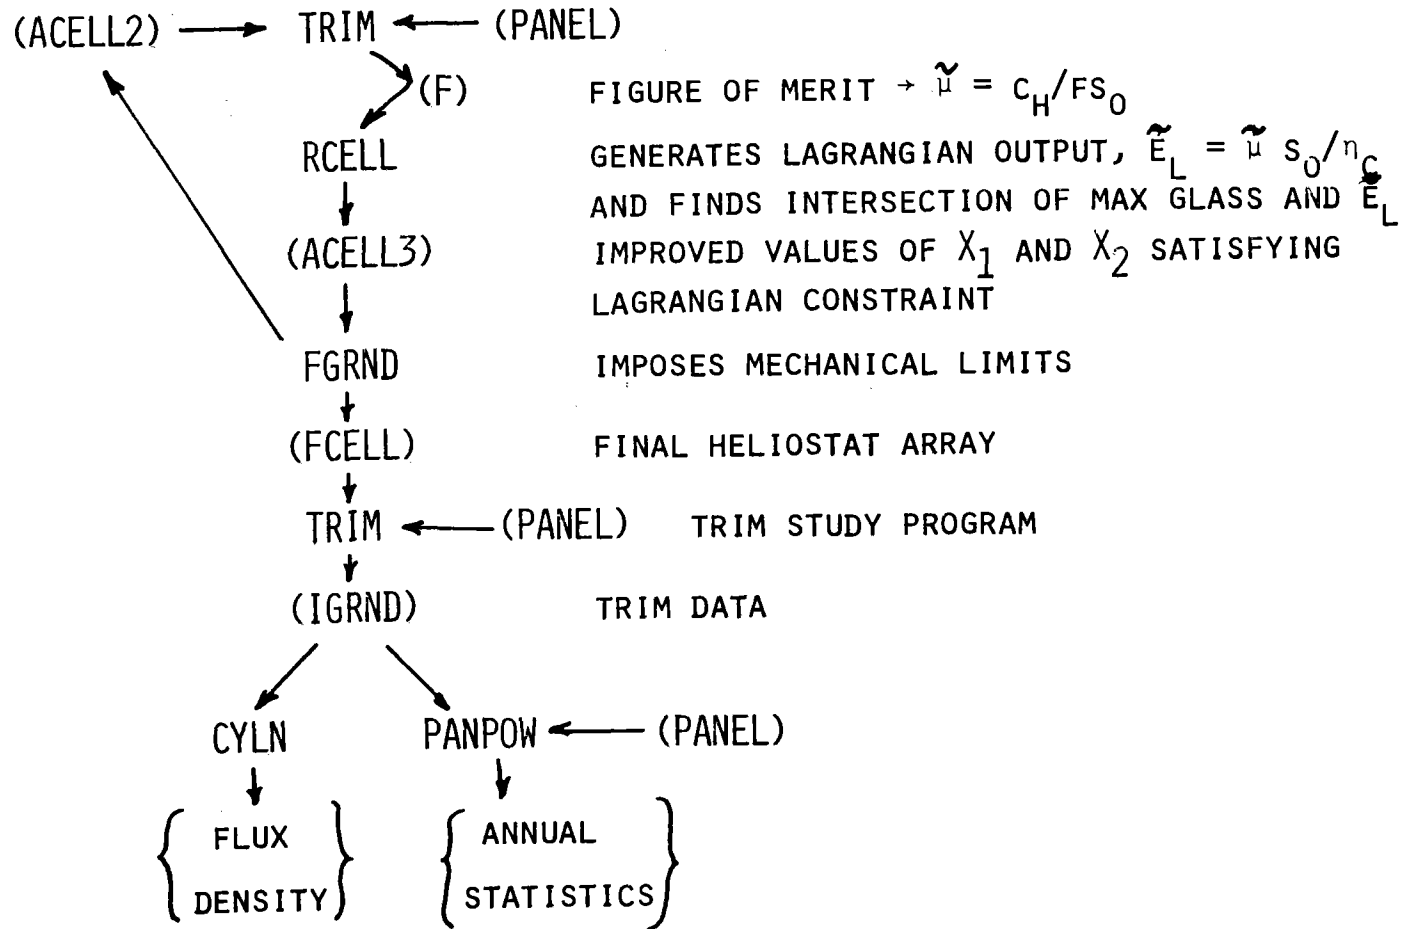 (ACELL2) → TRIM ← (PANEL)
(F) FIGURE OF MERIT → μ̃ = C_H/FS_O
RCELL GENERATES LAGRANGIAN OUTPUT, Ẽ_L = μ̃ S_O/η_C
AND FINDS INTERSECTION OF MAX GLASS AND Ẽ_L
(ACELL3) IMPROVED VALUES OF X_1 AND X_2 SATISFYING
LAGRANGIAN CONSTRAINT
FGRND IMPOSES MECHANICAL LIMITS
(FCELL) FINAL HELIOSTAT ARRAY
TRIM ← (PANEL) TRIM STUDY PROGRAM
(IGRND) TRIM DATA
CYLN PANPOW ← (PANEL)
{FLUX {ANNUAL
DENSITY} STATISTICS}